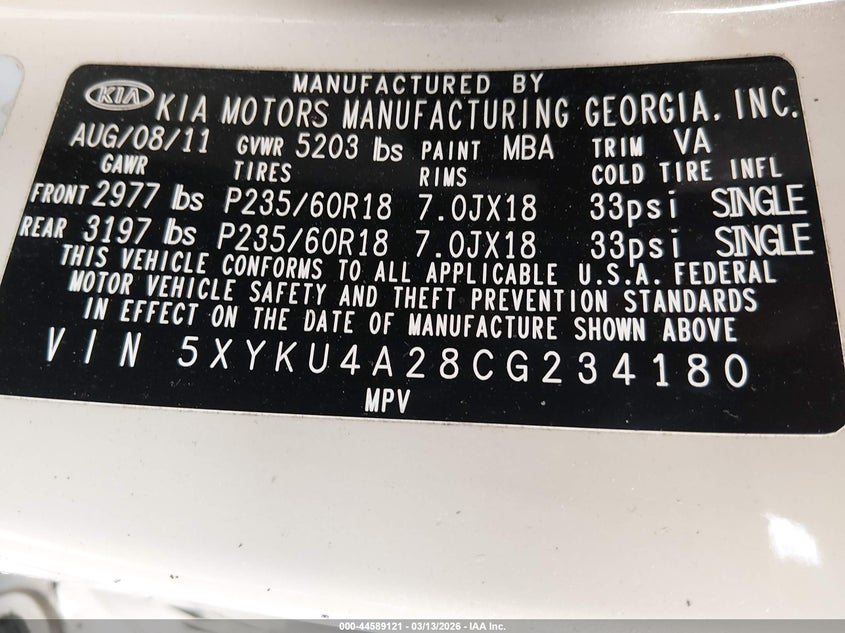 MANUFACTURED BY
KIA KIA MOTORS MANUFACTURING GEORGIA, INC.
AUG/08/11 GVWR 5203 lbs PAINT MBA TRIM VA
GAWR TIRES RIMS COLD TIRE INFL
FRONT 2977 lbs P235/60R18 7.0JX18 33psi SINGLE
REAR 3197 lbs P235/60R18 7.0JX18 33psi SINGLE
THIS VEHICLE CONFORMS TO ALL APPLICABLE U.S.A. FEDERAL
MOTOR VEHICLE SAFETY AND THEFT PREVENTION STANDARDS
IN EFFECT ON THE DATE OF MANUFACTURE SHOWN ABOVE
VIN 5XYKU4A28CG234180
MPV
000-44589121 - 03/13/2026 - IAA Inc.